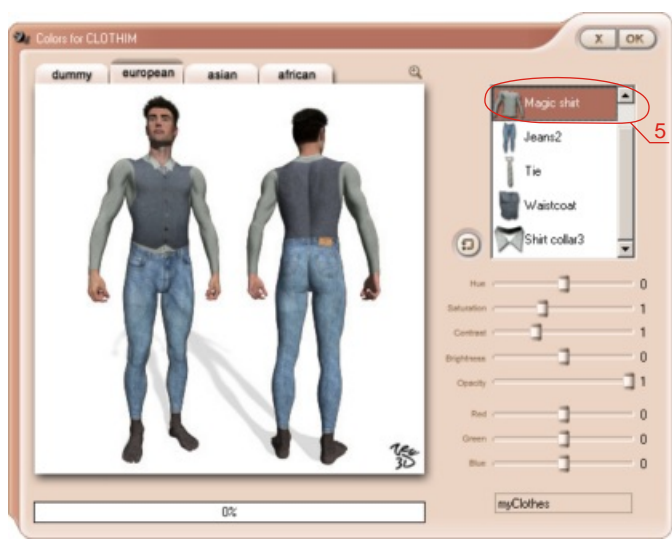 Colors for CLOTHIM
X OK
dummy european asian african
Magic shirt
5
Jeans2
Tie
Waistcoat
Shirt collar3
Hue 0
Saturation 1
Contrast 1
Brightness 0
Opacity 1
Red 0
Green 0
Blue 0
3D
0%
myClothes